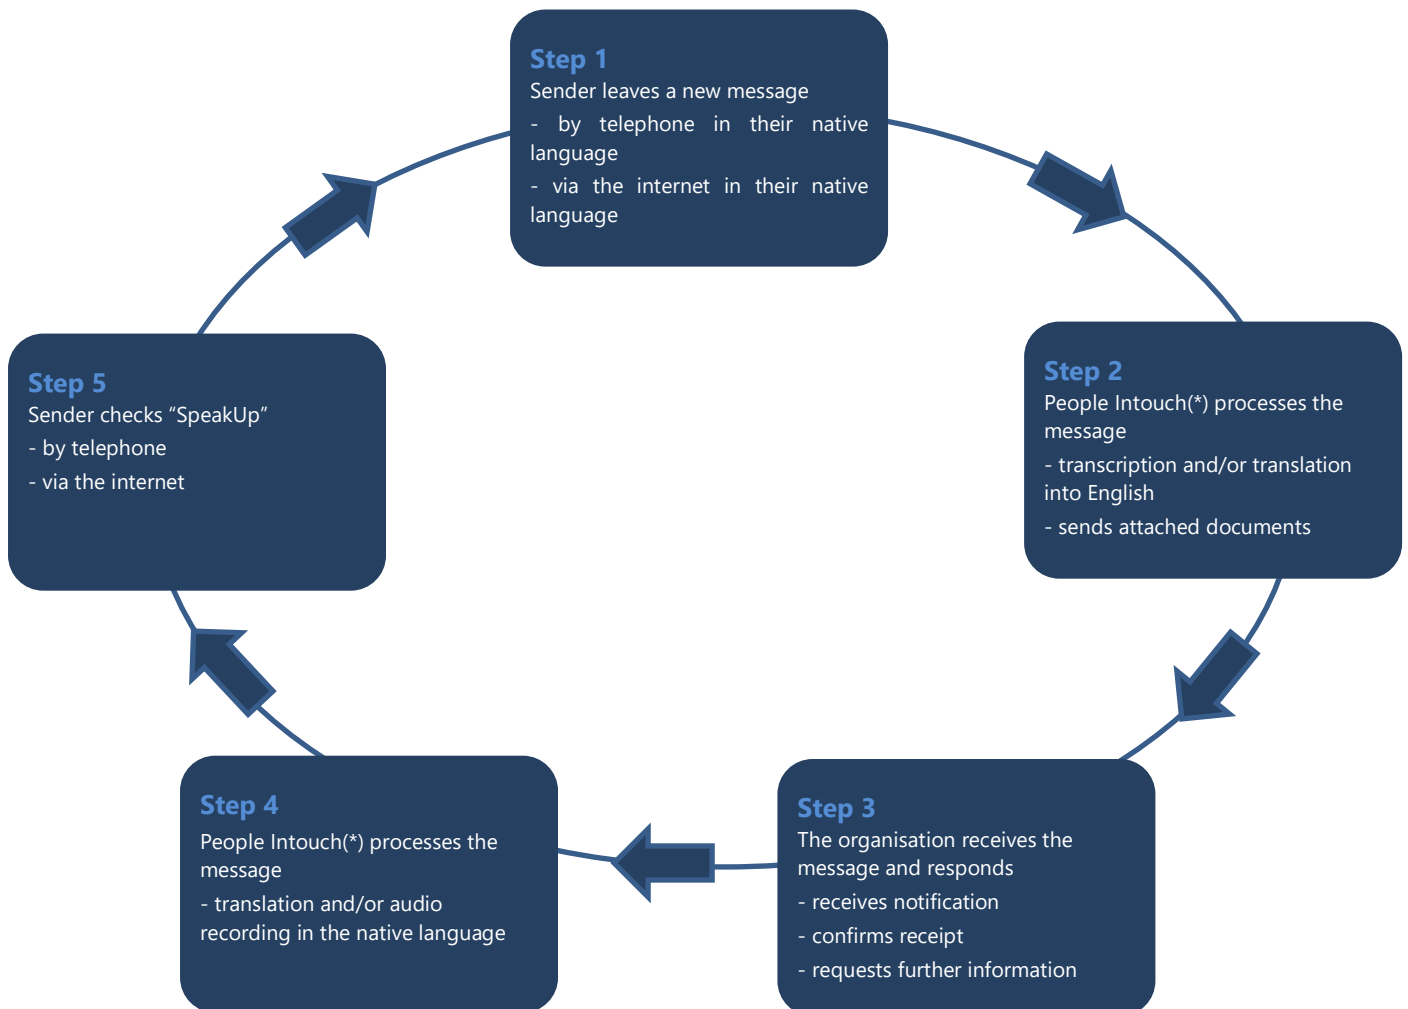 Step 1
Sender leaves a new message
- by telephone in their native
language
- via the internet in their native
language
Step 2
People Intouch(*) processes the
message
- transcription and/or translation
into English
- sends attached documents
Step 3
The organisation receives the
message and responds
- receives notification
- confirms receipt
- requests further information
Step 4
People Intouch(*) processes the
message
- translation and/or audio
recording in the native language
Step 5
Sender checks “SpeakUp”
- by telephone
- via the internet